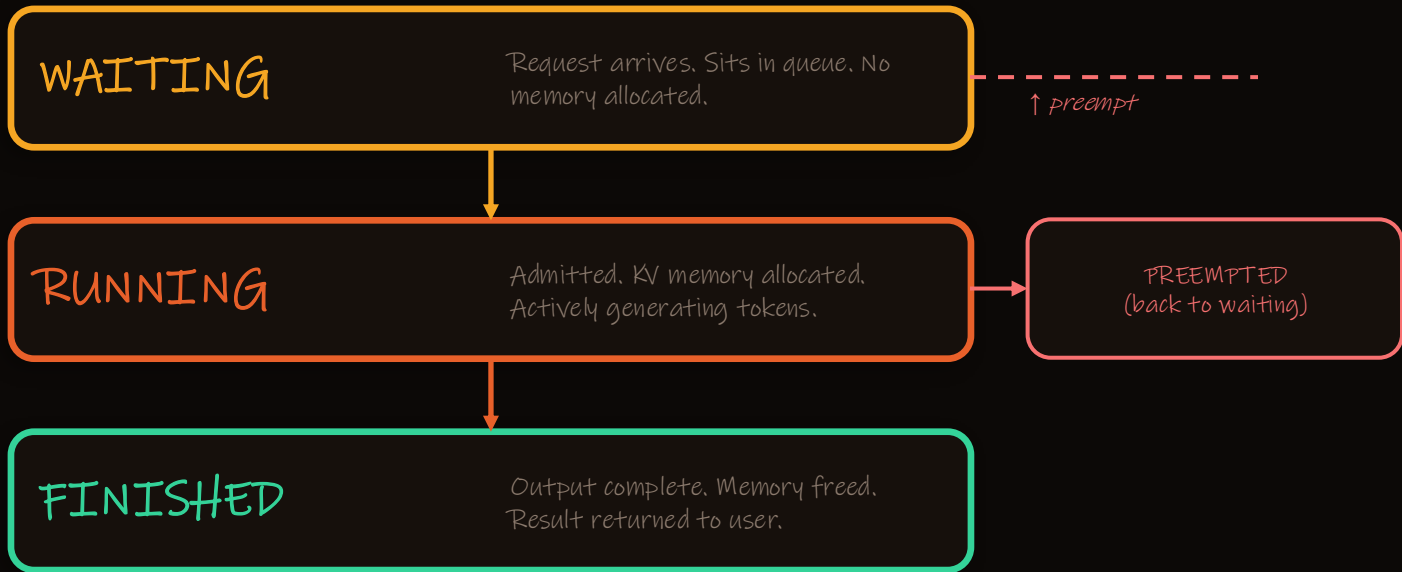 WAITING
Request arrives. Sits in queue. No
memory allocated.
↑ preempt
RUNNING
Admitted. KV memory allocated.
Actively generating tokens.
PREEMPTED
(back to waiting)
FINISHED
Output complete. Memory freed.
Result returned to user.